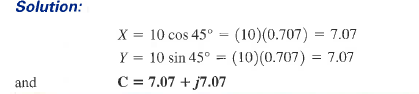 Solution:
X = 10 cos 45° = (10)(0.707) = 7.07
Y = 10 sin 45° = (10)(0.707) = 7.07
and C = 7.07 + j7.07